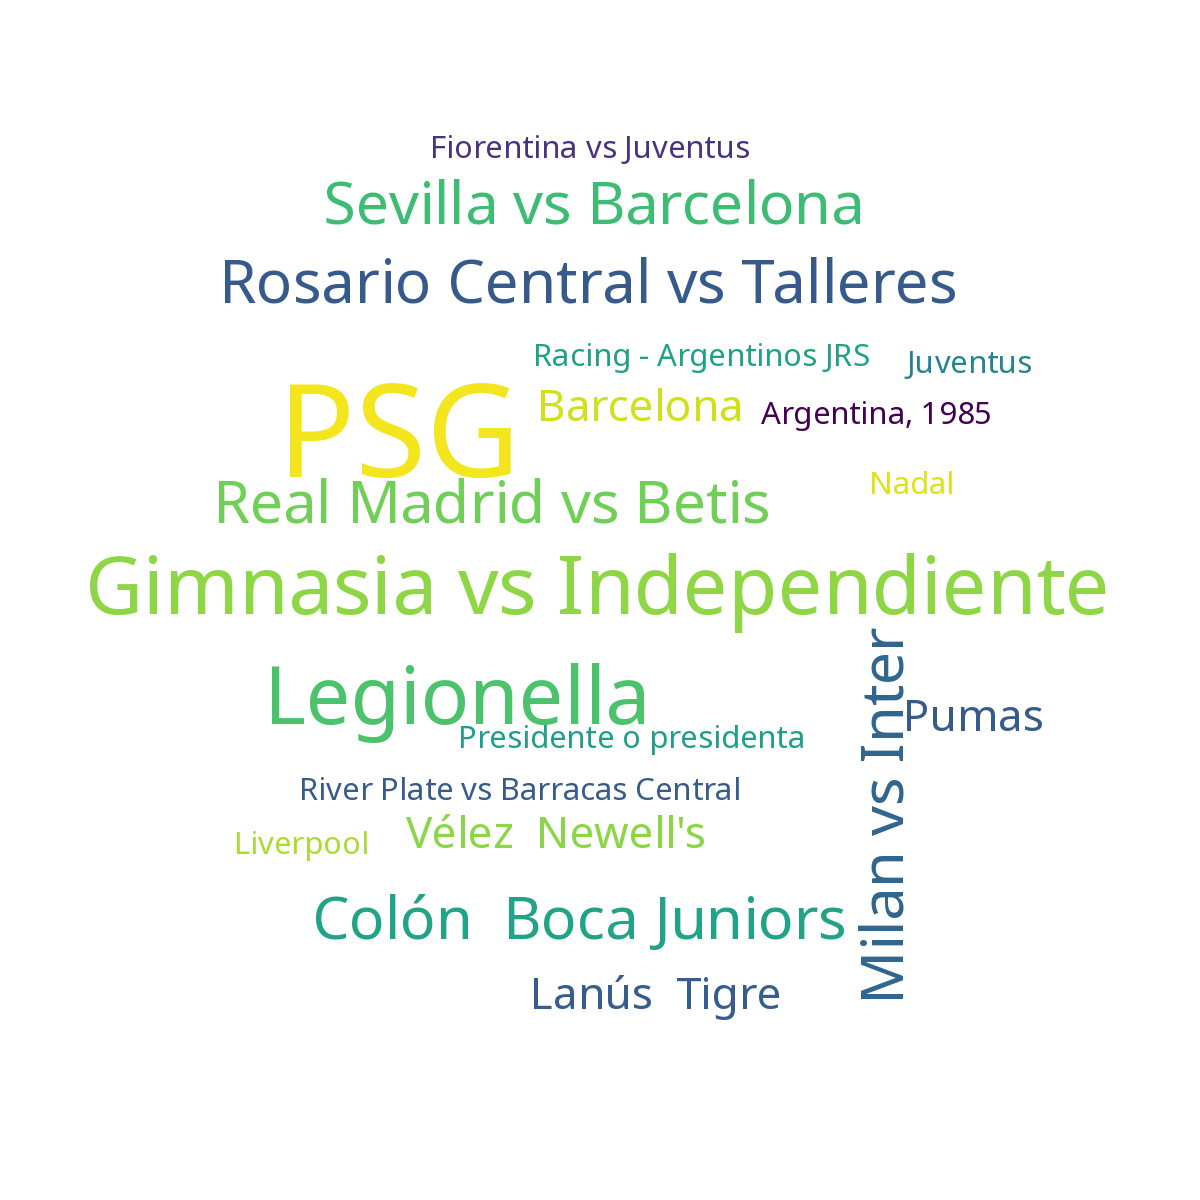 Fiorentina vs Juventus
Sevilla vs Barcelona
Rosario Central vs Talleres
Racing - Argentinos JRS
Juventus
PSG
Barcelona
Argentina, 1985
Nadal
Real Madrid vs Betis
Gimnasia vs Independiente
Legionella
Milan vs Inter
Pumas
Presidente o presidenta
River Plate vs Barracas Central
Liverpool
Vélez  Newell's
Colón  Boca Juniors
Lanús  Tigre